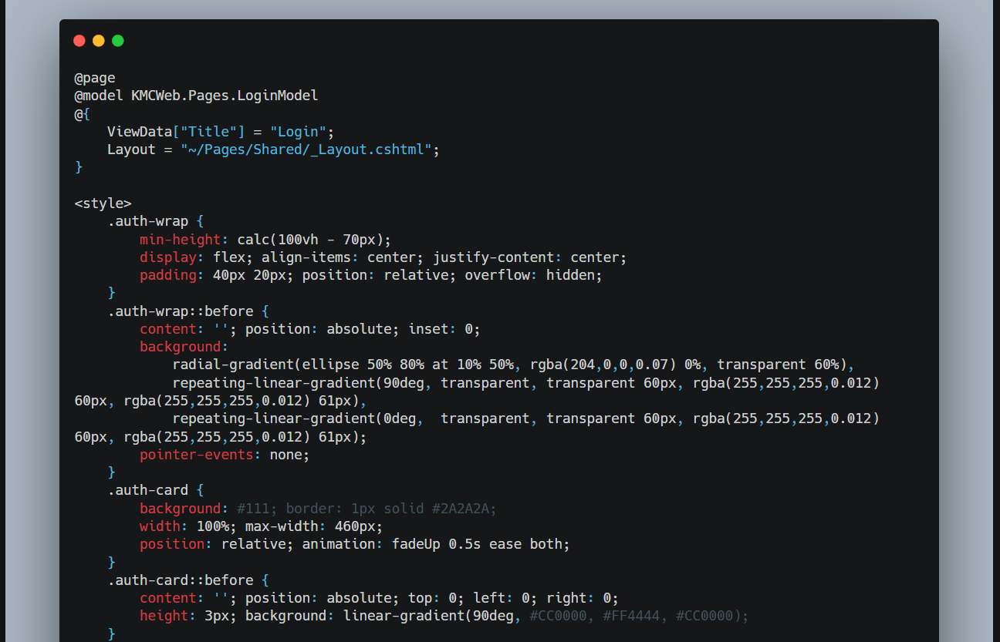 @page
@model KMCWeb.Pages.LoginModel
@{
    ViewData["Title"] = "Login";
    Layout = "~/Pages/Shared/_Layout.cshtml";
}

<style>
    .auth-wrap {
        min-height: calc(100vh - 70px);
        display: flex; align-items: center; justify-content: center;
        padding: 40px 20px; position: relative; overflow: hidden;
    }
    .auth-wrap::before {
        content: ''; position: absolute; inset: 0;
        background:
            radial-gradient(ellipse 50% 80% at 10% 50%, rgba(204,0,0,0.07) 0%, transparent 60%),
            repeating-linear-gradient(90deg, transparent, transparent 60px, rgba(255,255,255,0.012)
60px, rgba(255,255,255,0.012) 61px),
            repeating-linear-gradient(0deg,  transparent, transparent 60px, rgba(255,255,255,0.012)
60px, rgba(255,255,255,0.012) 61px);
        pointer-events: none;
    }
    .auth-card {
        background: #111; border: 1px solid #2A2A2A;
        width: 100%; max-width: 460px;
        position: relative; animation: fadeUp 0.5s ease both;
    }
    .auth-card::before {
        content: ''; position: absolute; top: 0; left: 0; right: 0;
        height: 3px; background: linear-gradient(90deg, #CC0000, #FF4444, #CC0000);
    }